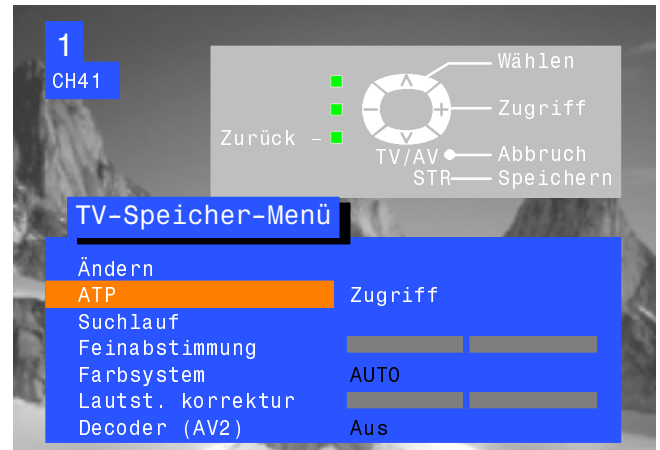 1
CH41
Wählen
Zugriff
Zurück –
TV/AV Abbruch
STR Speichern
TV-Speicher-Menü
Ändern
ATP Zugriff
Suchlauf
Feinabstimmung
Farbsystem AUTO
Lautst. korrektur
Decoder (AV2) Aus